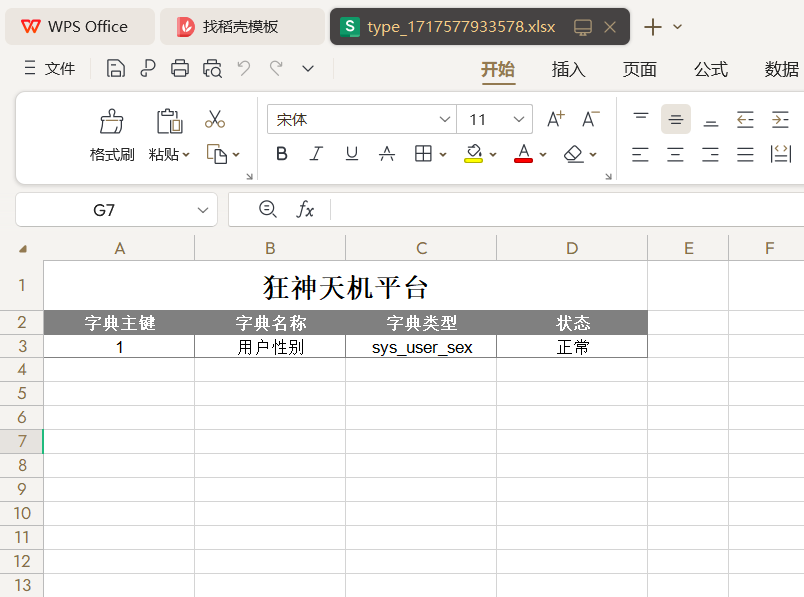 WPS Office 找稻壳模板 S type_1717577933578.xlsx
文件 开始 插入 页面 公式 数据
宋体 11 A+ A-
格式刷 粘贴 B I U A A
G7 fx
A B C D E F
1 狂神天机平台
2 字典主键 字典名称 字典类型 状态
3 1 用户性别 sys_user_sex 正常
4
5
6
7
8
9
10
11
12
13